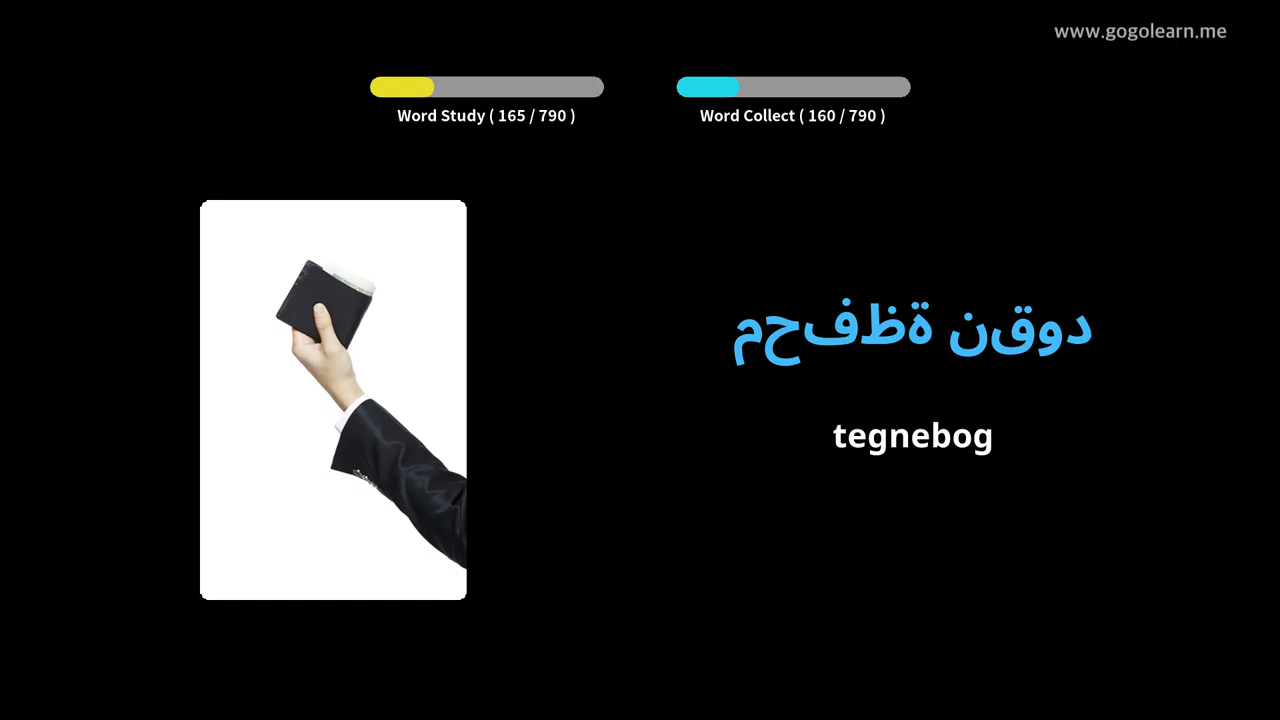 www.gogolearn.me
Word Study ( 165 / 790 )
Word Collect ( 160 / 790 )
محفظة نقود
tegnebog